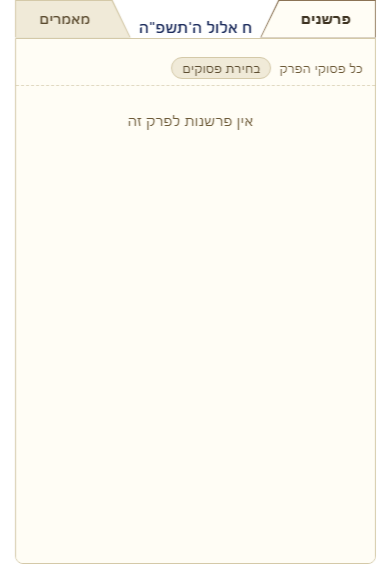 פרשנים
ח אלול ה'תשפ"ה
מאמרים
כל פסוקי הפרק
בחירת פסוקים
אין פרשנות לפרק זה